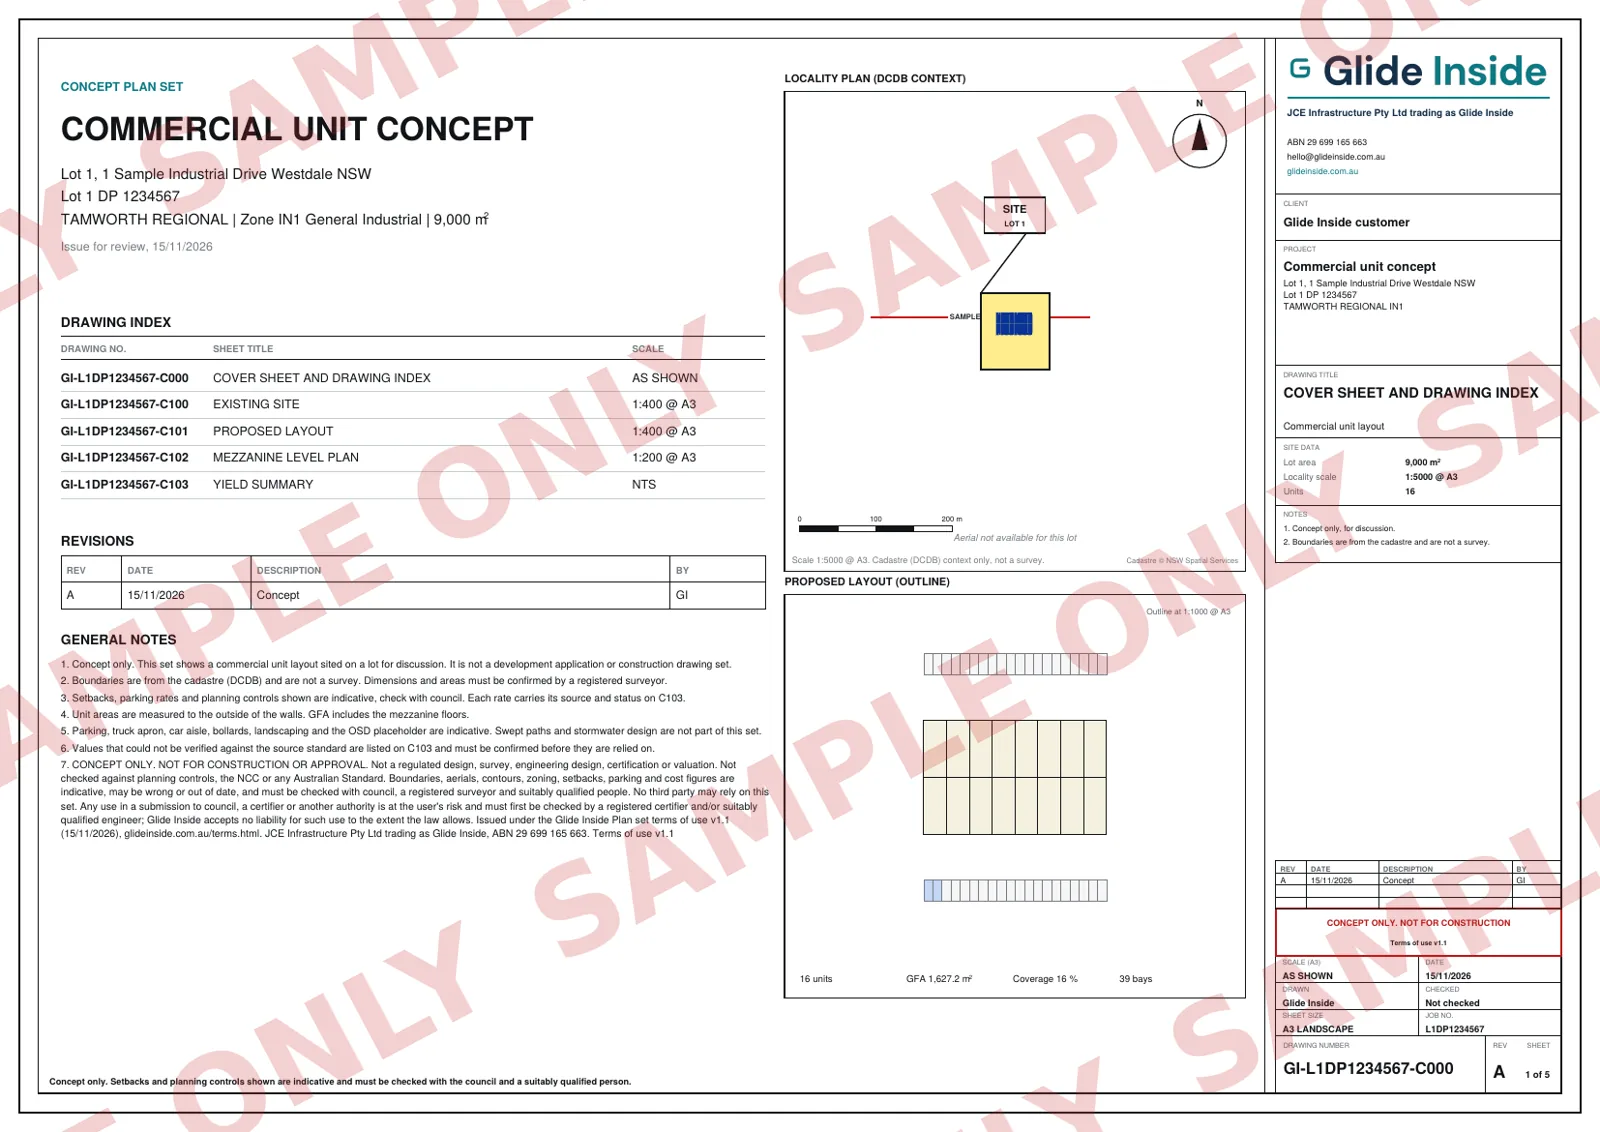 CONCEPT PLAN SET
COMMERCIAL UNIT CONCEPT
Lot 1, 1 Sample Industrial Drive Westdale NSW
Lot 1 DP 1234567
TAMWORTH REGIONAL | Zone IN1 General Industrial | 9,000 m²
Issue for review, 15/11/2026
DRAWING INDEX
DRAWING NO. SHEET TITLE SCALE
GI-L1DP1234567-C000 COVER SHEET AND DRAWING INDEX AS SHOWN
GI-L1DP1234567-C100 EXISTING SITE 1:400 @ A3
GI-L1DP1234567-C101 PROPOSED LAYOUT 1:400 @ A3
GI-L1DP1234567-C102 MEZZANINE LEVEL PLAN 1:200 @ A3
GI-L1DP1234567-C103 YIELD SUMMARY NTS
REVISIONS
REV DATE DESCRIPTION BY
A 15/11/2026 Concept GI
GENERAL NOTES
1. Concept only. This set shows a commercial unit layout sited on a lot for discussion. It is not a development application or construction drawing set.
2. Boundaries are from the cadastre (DCDB) and are not a survey. Dimensions and areas must be confirmed by a registered surveyor.
3. Setbacks, parking rates and planning controls shown are indicative, check with council. Each rate carries its source and status on C103.
4. Unit areas are measured to the outside of the walls. GFA includes the mezzanine floors.
5. Parking, truck apron, car aisle, bollards, landscaping and the OSD placeholder are indicative. Swept paths and stormwater design are not part of this set.
6. Values that could not be verified against the source standard are listed on C103 and must be confirmed before they are relied on.
7. CONCEPT ONLY. NOT FOR CONSTRUCTION OR APPROVAL. Not a regulated design, survey, engineering design, certification or valuation. Not
checked against planning controls, the NCC or any Australian Standard. Boundaries, aerials, contours, zoning, setbacks, parking and cost figures are
indicative, may be wrong or out of date, and must be checked with council, a registered surveyor and suitably qualified people. No third party may rely on this
set. Any use in a submission to council, a certifier or another authority is at the user's risk and must first be checked by a registered certifier and/or suitably
qualified engineer; Glide Inside accepts no liability for such use to the extent the law allows. Issued under the Glide Inside Plan set terms of use v1.1
(15/11/2026), glideinside.com.au/terms.html. JCE Infrastructure Pty Ltd trading as Glide Inside, ABN 29 699 165 663. Terms of use v1.1
Concept only. Setbacks and planning controls shown are indicative and must be checked with the council and a suitably qualified person.
LOCALITY PLAN (DCDB CONTEXT)
N
SITE
LOT 1
SAMPLE
0 100 200 m
Aerial not available for this lot
Scale 1:5000 @ A3. Cadastre (DCDB) context only, not a survey.
Cadastre © NSW Spatial Services
PROPOSED LAYOUT (OUTLINE)
Outline at 1:1000 @ A3
16 units GFA 1,627.2 m² Coverage 16 % 39 bays
G Glide Inside
JCE Infrastructure Pty Ltd trading as Glide Inside
ABN 29 699 165 663
hello@glideinside.com.au
glideinside.com.au
CLIENT
Glide Inside customer
PROJECT
Commercial unit concept
Lot 1, 1 Sample Industrial Drive Westdale NSW
Lot 1 DP 1234567
TAMWORTH REGIONAL IN1
DRAWING TITLE
COVER SHEET AND DRAWING INDEX
Commercial unit layout
SITE DATA
Lot area 9,000 m²
Locality scale 1:5000 @ A3
Units 16
NOTES
1. Concept only, for discussion.
2. Boundaries are from the cadastre and are not a survey.
REV DATE DESCRIPTION BY
A 15/11/2026 Concept GI
CONCEPT ONLY. NOT FOR CONSTRUCTION
Terms of use v1.1
SCALE (A3) DATE
AS SHOWN 15/11/2026
DRAWN CHECKED
Glide Inside Not checked
SHEET SIZE JOB NO.
A3 LANDSCAPE L1DP1234567
DRAWING NUMBER REV SHEET
GI-L1DP1234567-C000 A 1 of 5
SAMPLE ONLY
SAMPLE ONLY
SAMPLE ONLY
SAMPLE ONLY
SAMPLE ONLY